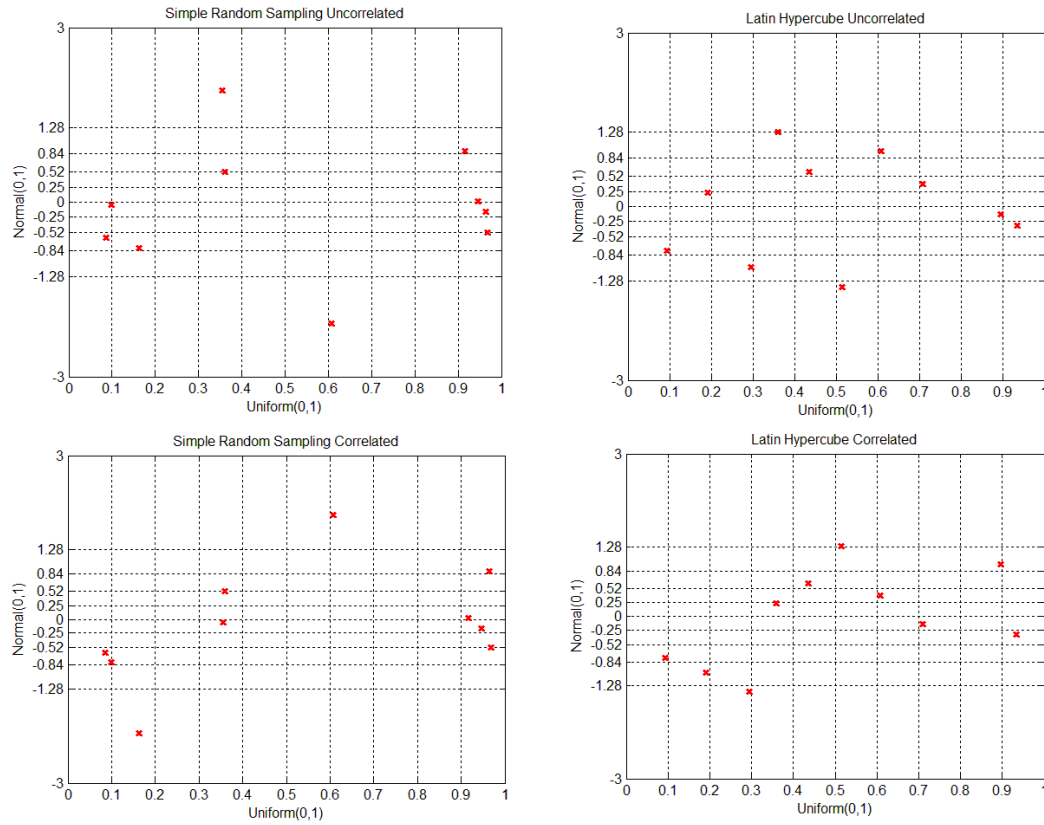 Simple Random Sampling Uncorrelated
3
1.28
0.84
0.52
0.25
0
-0.25
-0.52
-0.84
-1.28
-3
Normal(0,1)
0 0.1 0.2 0.3 0.4 0.5 0.6 0.7 0.8 0.9 1
Uniform(0,1)
Latin Hypercube Uncorrelated
3
1.28
0.84
0.52
0.25
0
-0.25
-0.52
-0.84
-1.28
-3
Normal(0,1)
0 0.1 0.2 0.3 0.4 0.5 0.6 0.7 0.8 0.9 1
Uniform(0,1)
Simple Random Sampling Correlated
3
1.28
0.84
0.52
0.25
0
-0.25
-0.52
-0.84
-1.28
-3
Normal(0,1)
0 0.1 0.2 0.3 0.4 0.5 0.6 0.7 0.8 0.9 1
Uniform(0,1)
Latin Hypercube Correlated
3
1.28
0.84
0.52
0.25
0
-0.25
-0.52
-0.84
-1.28
-3
Normal(0,1)
0 0.1 0.2 0.3 0.4 0.5 0.6 0.7 0.8 0.9 1
Uniform(0,1)